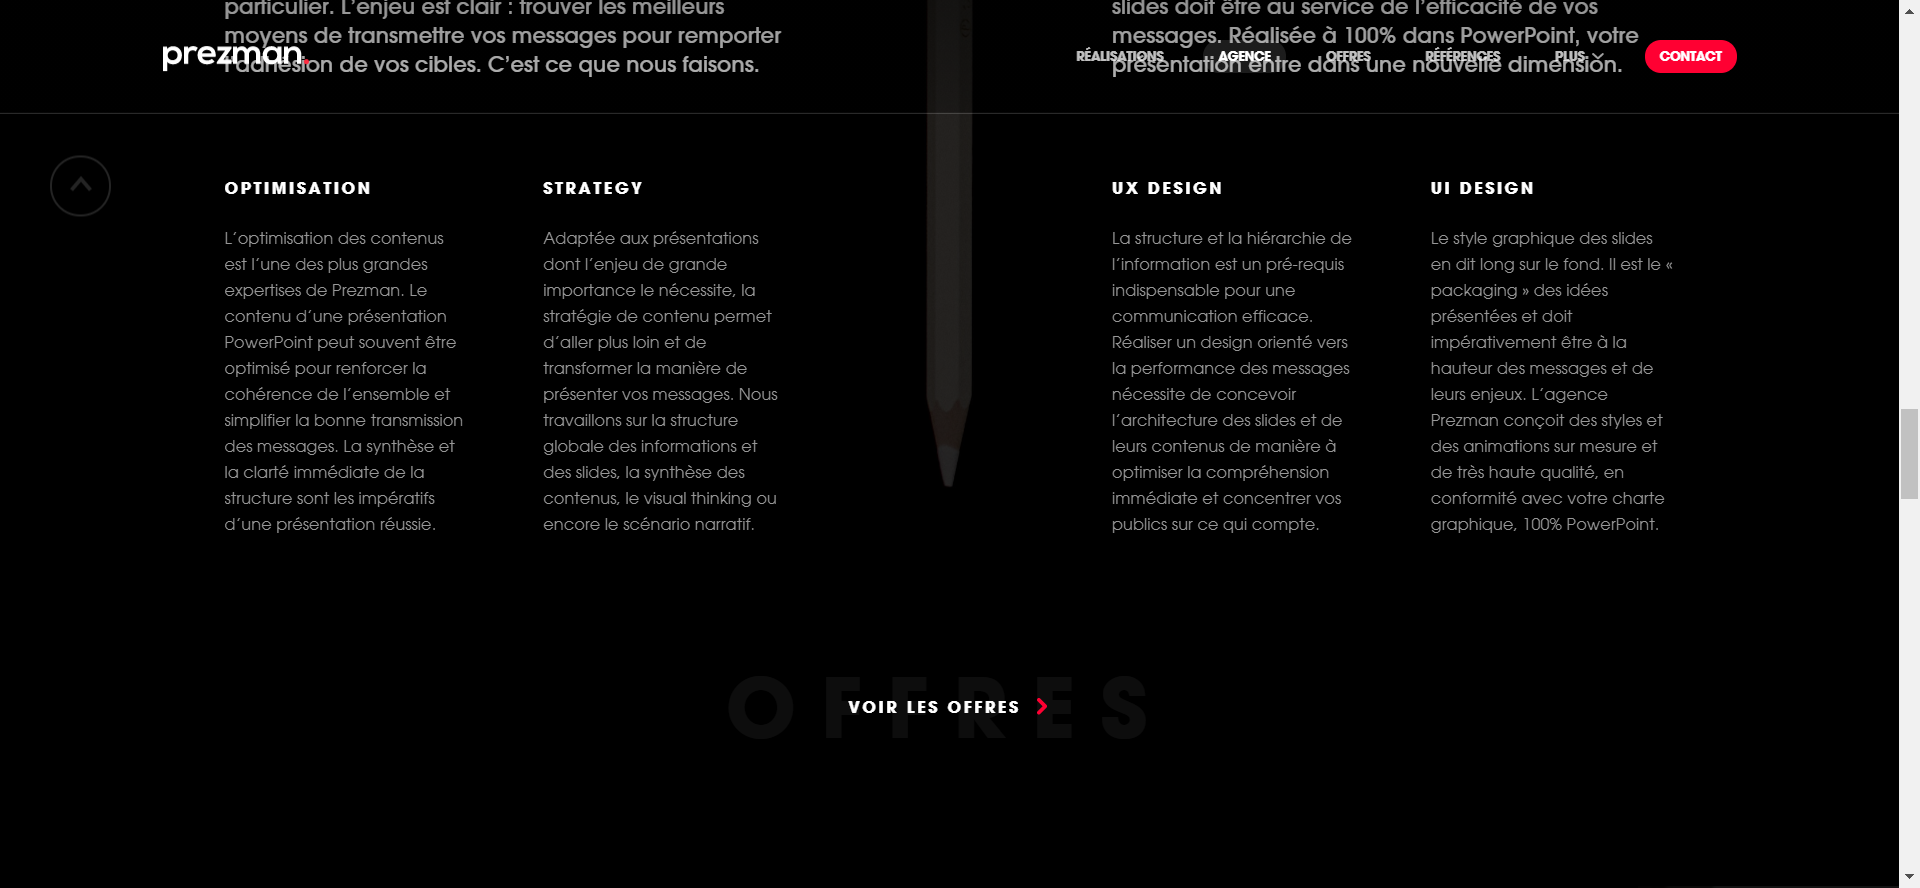 particulier. L’enjeu est clair : trouver les meilleurs
moyens de transmettre vos messages pour remporter
l’adhésion de vos cibles. C’est ce que nous faisons.
slides doit être au service de l’efficacité de vos
messages. Réalisée à 100% dans PowerPoint, votre
présentation entre dans une nouvelle dimension.
prezman.
RÉALISATIONS
AGENCE
OFFRES
RÉFÉRENCES
PLUS
CONTACT
OPTIMISATION
L’optimisation des contenus
est l’une des plus grandes
expertises de Prezman. Le
contenu d’une présentation
PowerPoint peut souvent être
optimisé pour renforcer la
cohérence de l’ensemble et
simplifier la bonne transmission
des messages. La synthèse et
la clarté immédiate de la
structure sont les impératifs
d’une présentation réussie.
STRATEGY
Adaptée aux présentations
dont l’enjeu de grande
importance le nécessite, la
stratégie de contenu permet
d’aller plus loin et de
transformer la manière de
présenter vos messages. Nous
travaillons sur la structure
globale des informations et
des slides, la synthèse des
contenus, le visual thinking ou
encore le scénario narratif.
UX DESIGN
La structure et la hiérarchie de
l’information est un pré-requis
indispensable pour une
communication efficace.
Réaliser un design orienté vers
la performance des messages
nécessite de concevoir
l’architecture des slides et de
leurs contenus de manière à
optimiser la compréhension
immédiate et concentrer vos
publics sur ce qui compte.
UI DESIGN
Le style graphique des slides
en dit long sur le fond. Il est le «
packaging » des idées
présentées et doit
impérativement être à la
hauteur des messages et de
leurs enjeux. L’agence
Prezman conçoit des styles et
des animations sur mesure et
de très haute qualité, en
conformité avec votre charte
graphique, 100% PowerPoint.
OFFRES
VOIR LES OFFRES